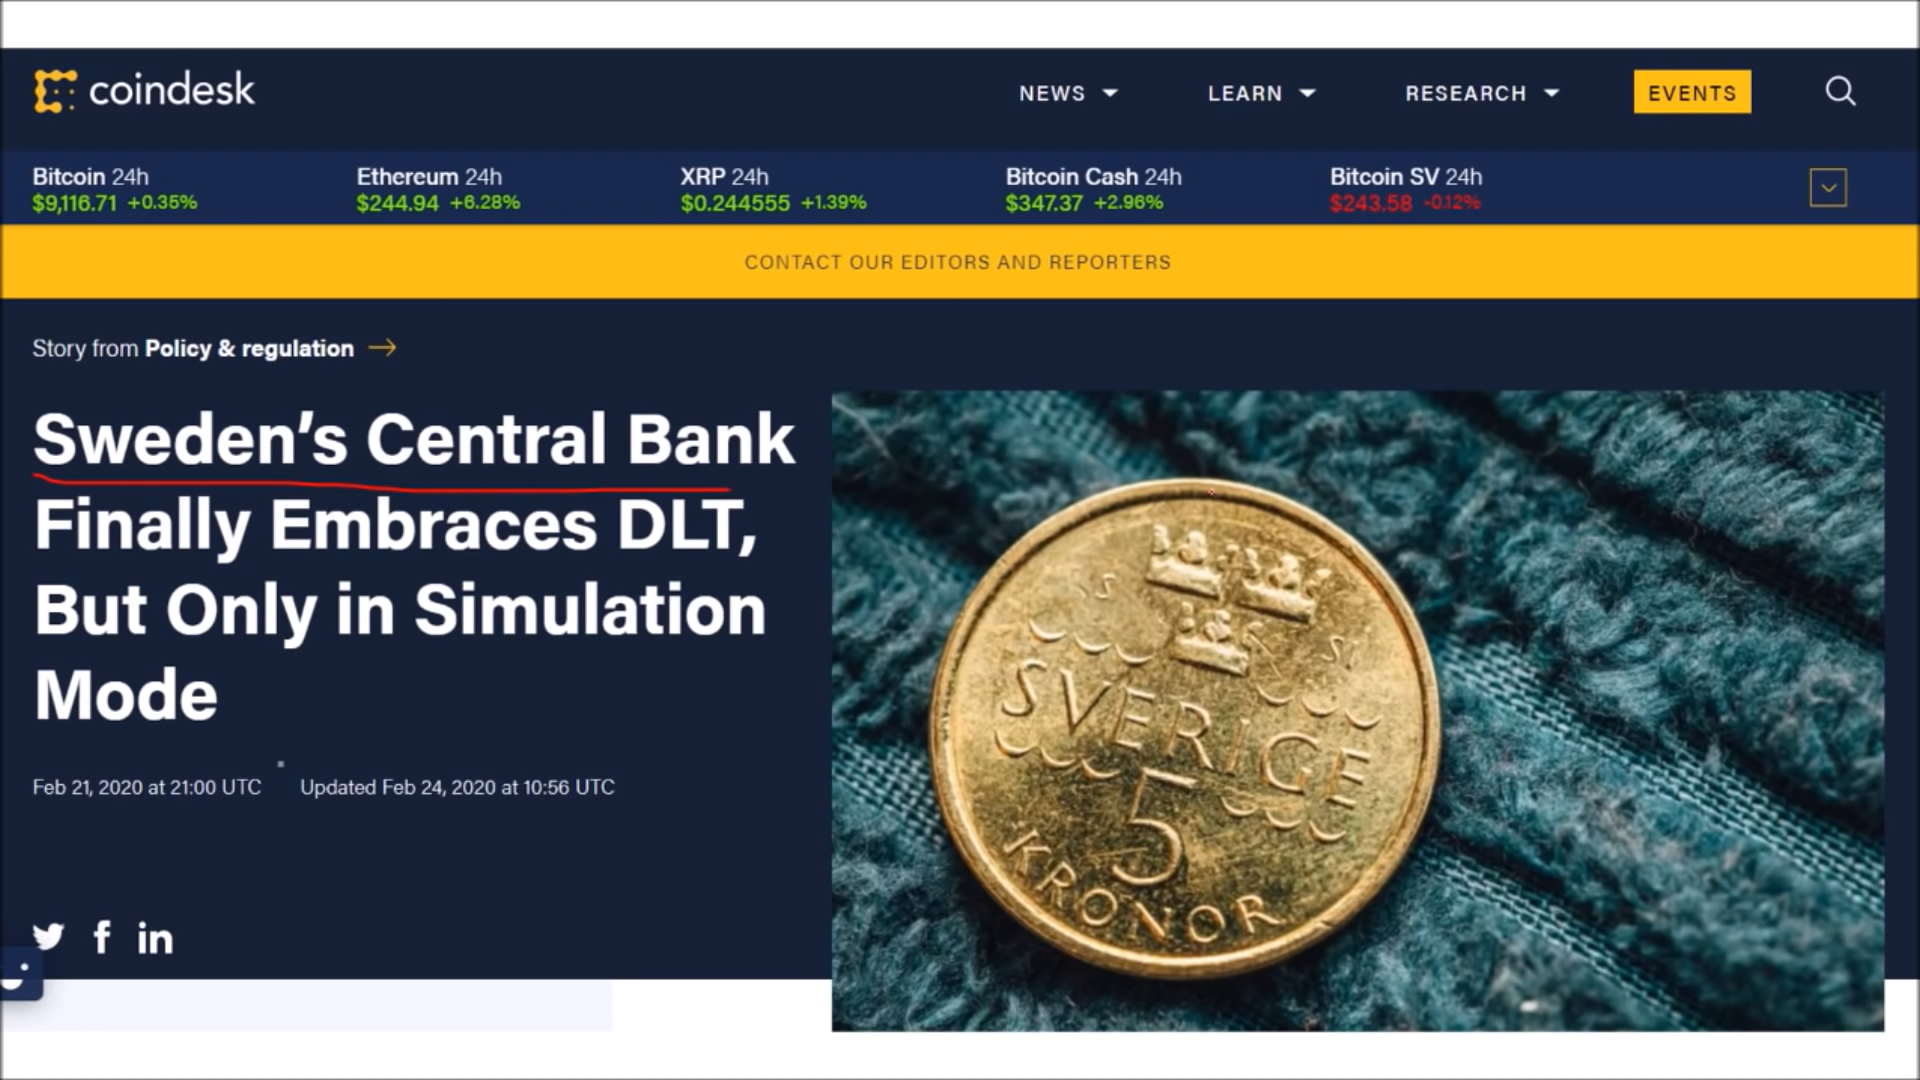 coindesk
NEWS LEARN RESEARCH EVENTS
Bitcoin 24h
$9,116.71 +0.35%
Ethereum 24h
$244.94 +6.28%
XRP 24h
$0.244555 +1.39%
Bitcoin Cash 24h
$347.37 +2.96%
Bitcoin SV 24h
$243.58 -0.12%
CONTACT OUR EDITORS AND REPORTERS
Story from Policy & regulation →
Sweden's Central Bank
Finally Embraces DLT,
But Only in Simulation
Mode
Feb 21, 2020 at 21:00 UTC Updated Feb 24, 2020 at 10:56 UTC
SVERIGE
5
KRONOR